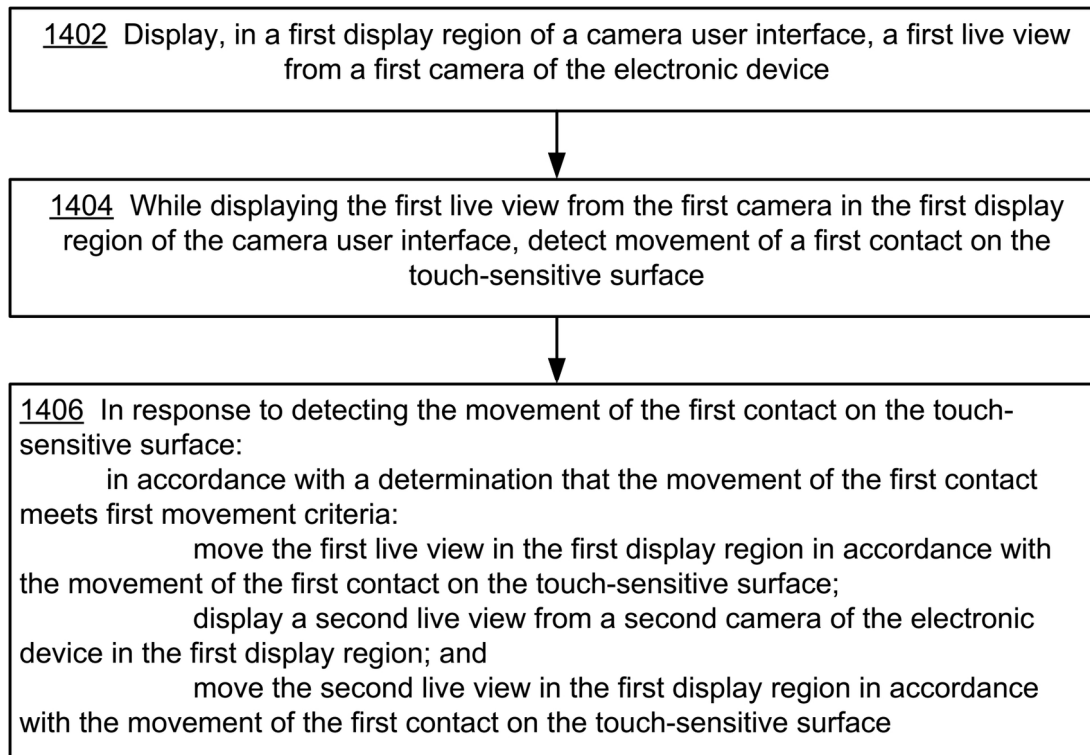 1402 Display, in a first display region of a camera user interface, a first live view
from a first camera of the electronic device
1404 While displaying the first live view from the first camera in the first display
region of the camera user interface, detect movement of a first contact on the
touch-sensitive surface
1406 In response to detecting the movement of the first contact on the touch-
sensitive surface:
in accordance with a determination that the movement of the first contact
meets first movement criteria:
move the first live view in the first display region in accordance with
the movement of the first contact on the touch-sensitive surface;
display a second live view from a second camera of the electronic
device in the first display region; and
move the second live view in the first display region in accordance
with the movement of the first contact on the touch-sensitive surface